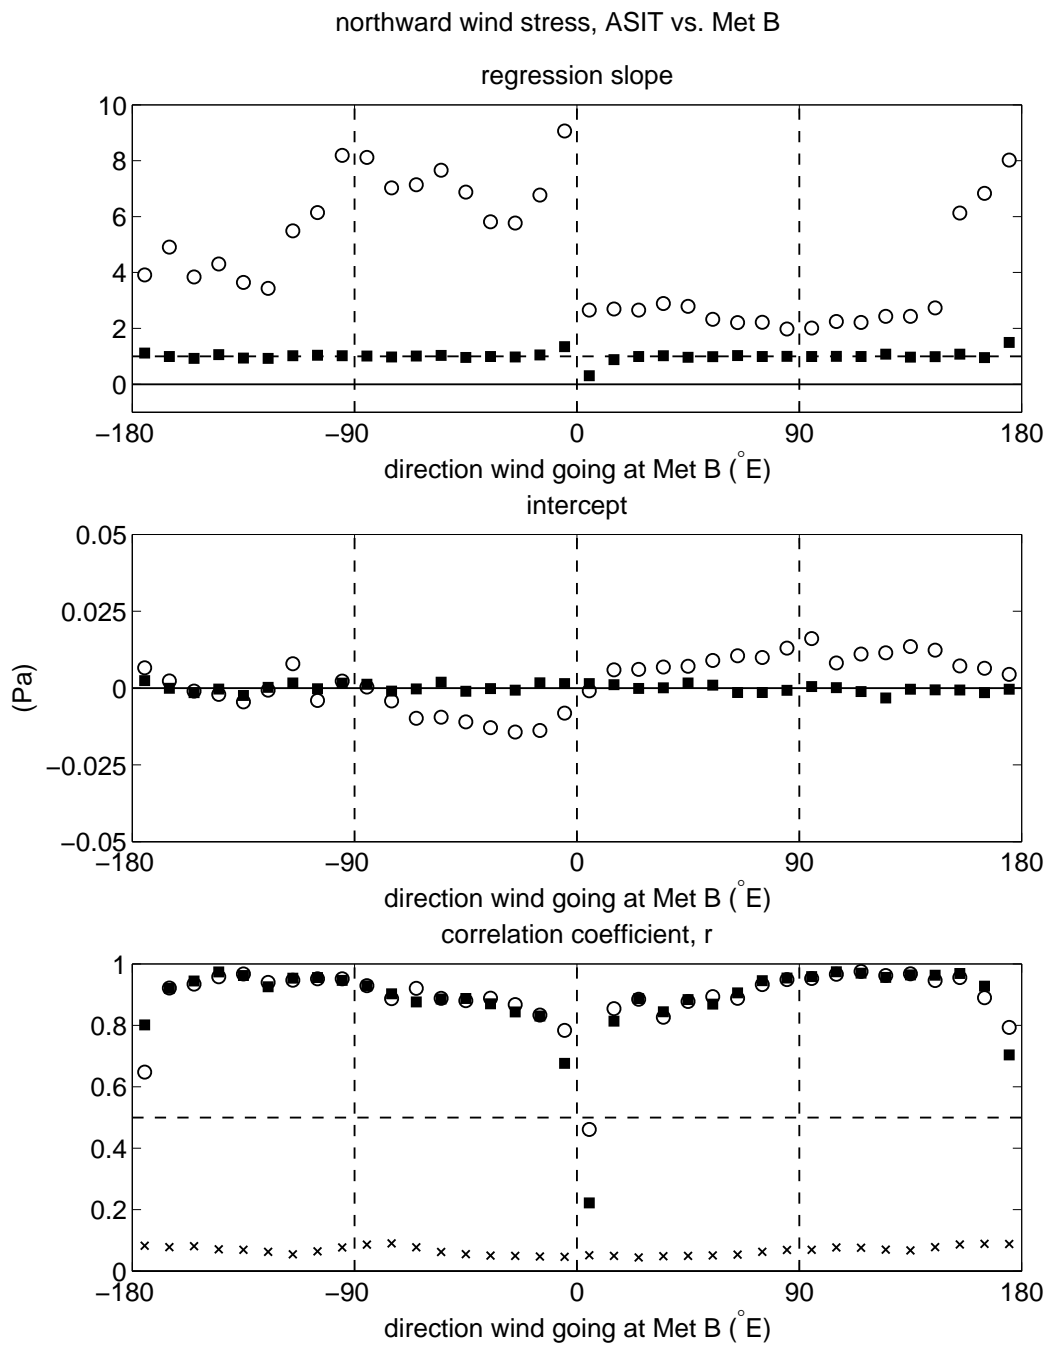 northward wind stress, ASIT vs. Met B
regression slope
10
8
6
4
2
0
−180 −90 0 90 180
direction wind going at Met B (°E)
intercept
0.05
0.025
0
−0.025
−0.05
(Pa)
−180 −90 0 90 180
direction wind going at Met B (°E)
correlation coefficient, r
1
0.8
0.6
0.4
0.2
0
−180 −90 0 90 180
direction wind going at Met B (°E)